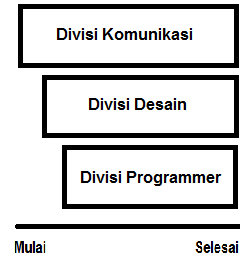 Divisi Komunikasi
Divisi Desain
Divisi Programmer
Mulai Selesai